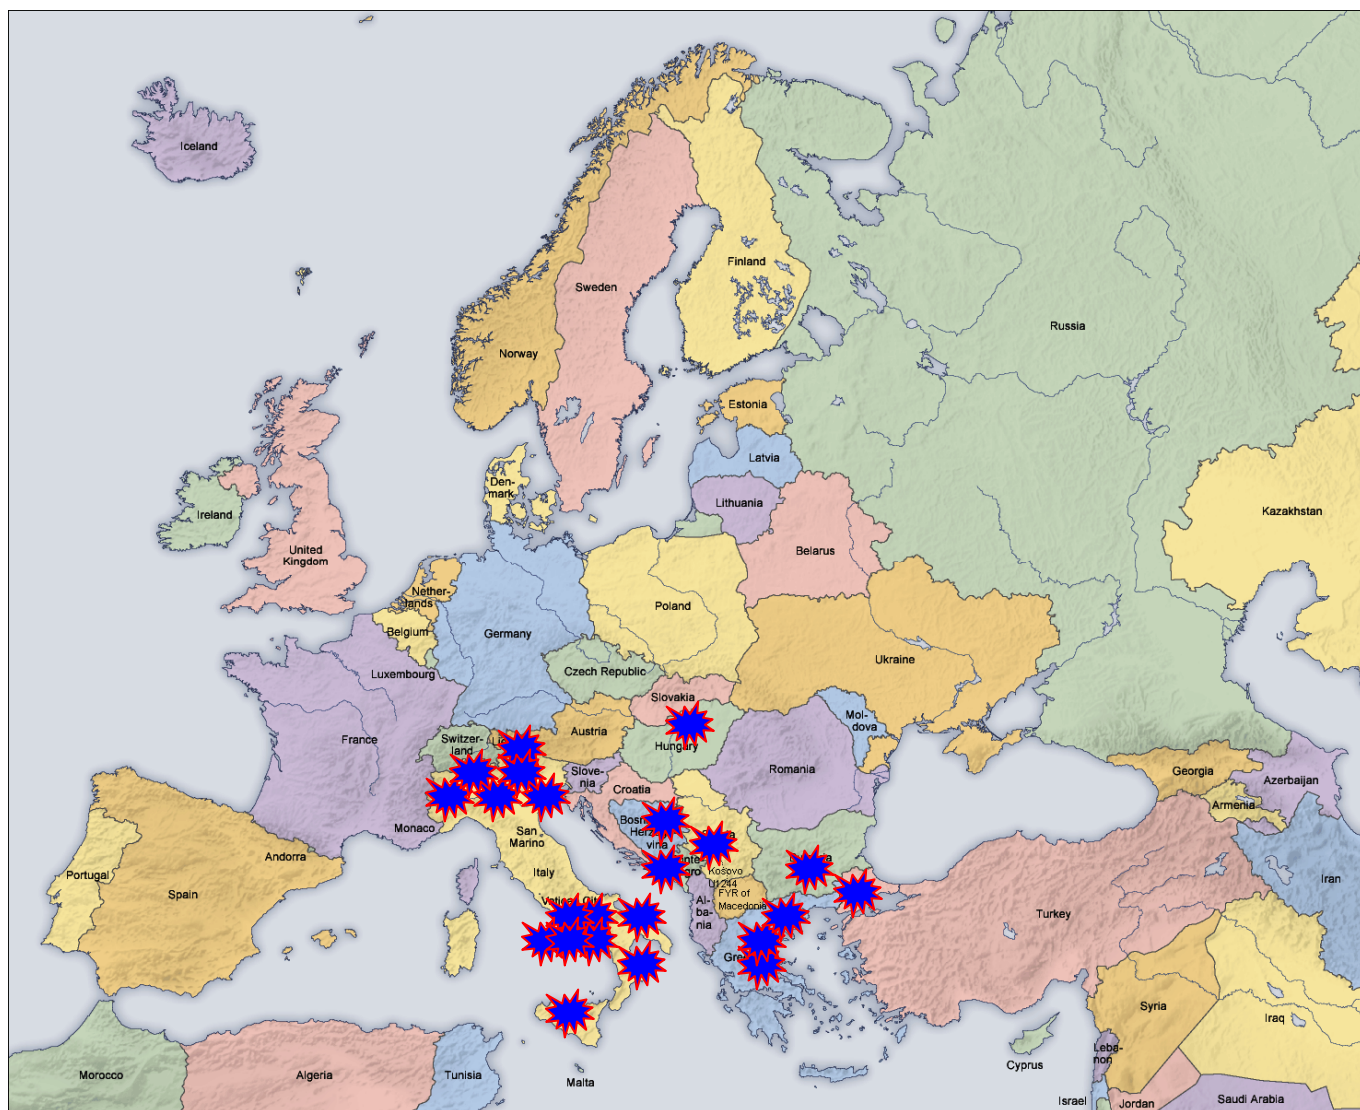 Iceland
Finland
Sweden
Russia
Norway
Estonia
Latvia
Den-
mark
Lithuania
Ireland
Kazakhstan
United
Kingdom
Belarus
Nether-
lands
Poland
Belgium
Germany
Ukraine
Luxembourg
Czech Republic
Slovakia
Mol-
dova
France
Switzer-
land
Austria
Hungary
Slove-
nia
Romania
Georgia
Azerbaijan
Croatia
Armenia
Monaco
San
Marino
Herz
vina
Andorra
Portugal
Italy
Kosovo
U1244
Iran
Spain
FYR of
Macedonia
Al-
ba-
nia
Turkey
Syria
Iraq
Cyprus
Leba-
non
Morocco
Algeria
Tunisia
Malta
Israel
Jordan
Saudi Arabia